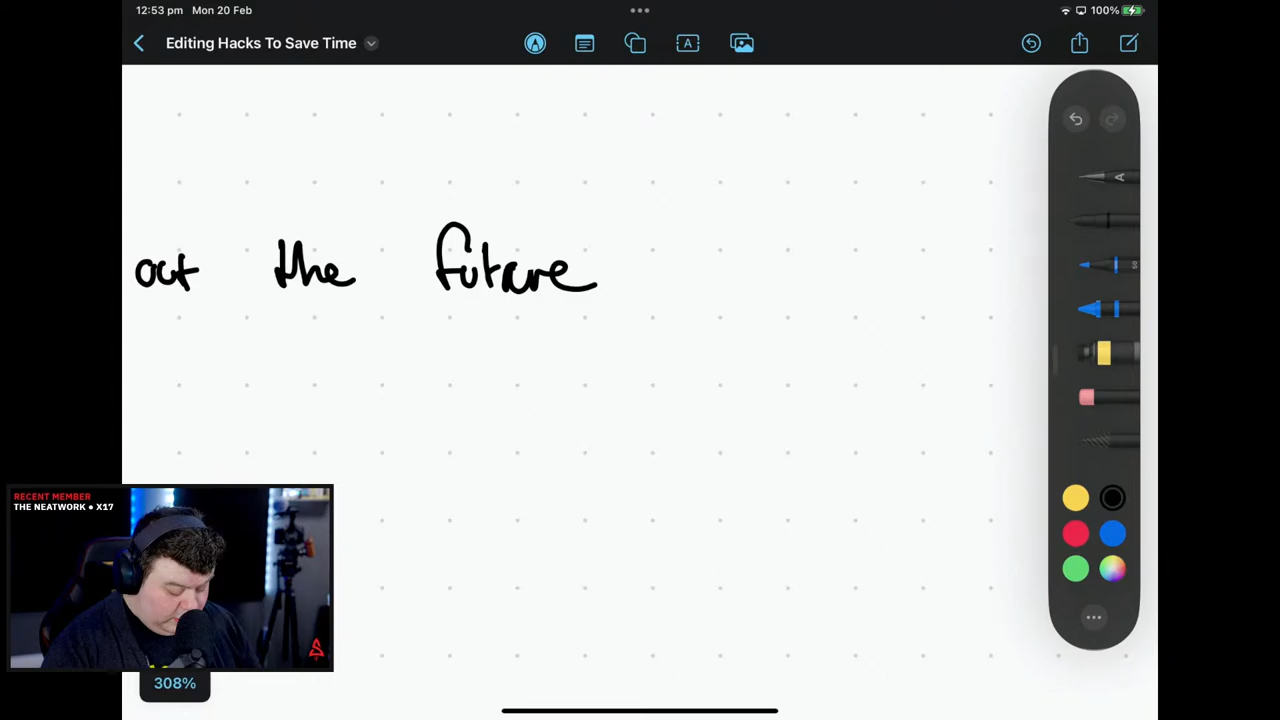 12:53 pm Mon 20 Feb
100%
Editing Hacks To Save Time
out the future
RECENT MEMBER
THE NEATWORK ● X17
308%